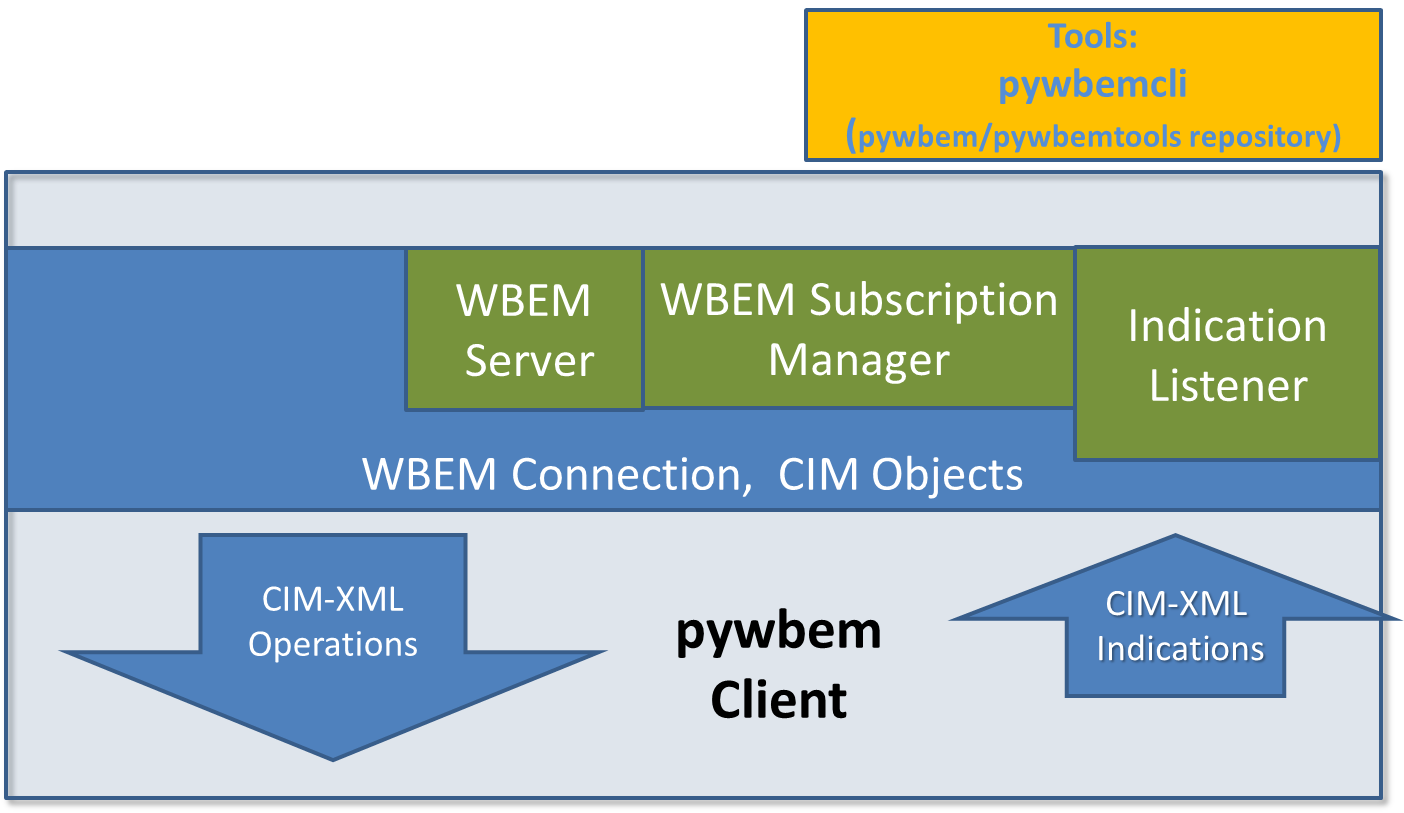 Tools:
pywbemcli
(pywbem/pywbemtools repository)
WBEM
Server
WBEM Subscription
Manager
Indication
Listener
WBEM Connection,  CIM Objects
CIM-XML
Operations
pywbem
Client
CIM-XML
Indications